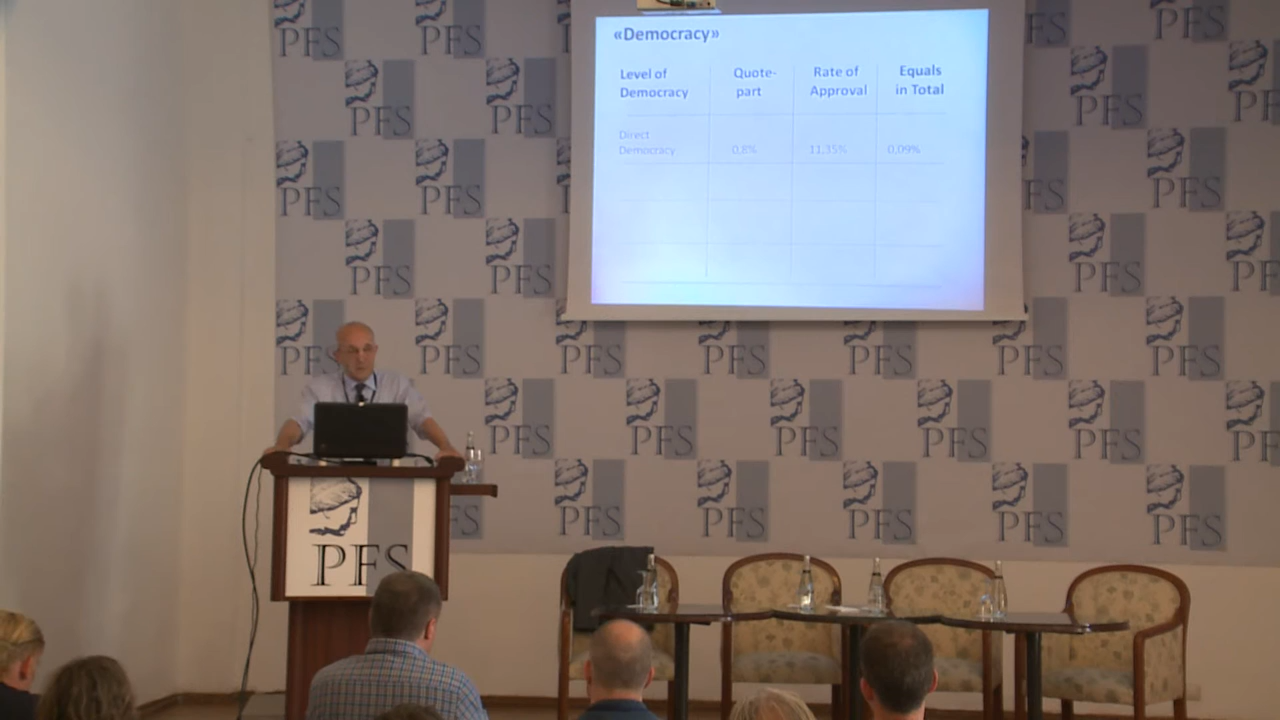 «Democracy»
Level of Democracy Quote-part Rate of Approval Equals in Total
Direct Democracy 0,8% 11,35% 0,09%
PFS